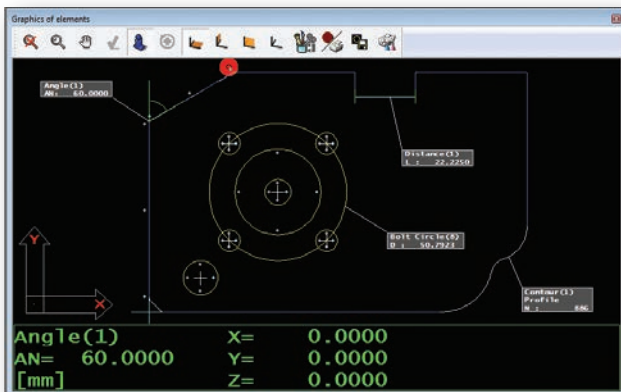 Graphics of elements
Angle(1)
AN: 60.0000
Distance(1)
L : 22.2250
Bolt Circle(8)
D : 50.7923
Contour(1)
Profile
N : 886
Y
X
Angle(1) X= 0.0000
AN= 60.0000 Y= 0.0000
[mm] Z= 0.0000